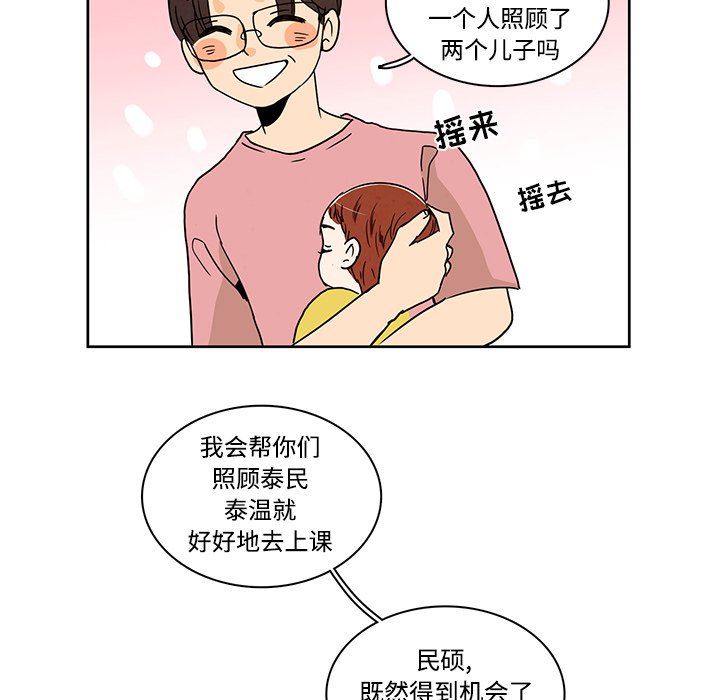 一个人照顾了
两个儿子吗
摇来
摇去
我会帮你们
照顾泰民
泰温就
好好地去上课
民硕,
既然得到机会了